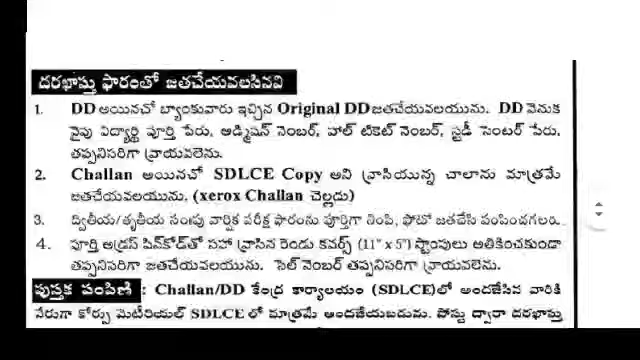 దరఖాస్తు ఫారంతో జతచేయవలసినవి
1. DD అయినచో బ్యాంకువారు ఇచ్చిన Original DD జతచేయవలయును. DD వెనుక
వైపు విద్యార్థి పూర్తి పేరు, ఆడ్మిషన్ నెంబర్, హాల్ టికెట్ నెంబర్, స్టడీ సెంటర్ పేరు,
తప్పనిసరిగా వ్రాయవలెను.
2. Challan అయినచో SDLCE Copy అని వ్రాసియున్న చాలాను మాత్రమే
జతచేయవలయును, (xerox Challan చెల్లదు)
3. ద్వితీయ/తృతీయ సంఃపు వార్షిక పరీక్ష ఫారంను పూర్తిగా నింపి, ఫోటో జతచేసి పంపించగలరు.
4. పూర్తి అడ్రస్ పిన్‌కోడ్‌తో సహా వ్రాసిన రెండు కవర్స్ (11" x 5") స్టాంపులు అతికించకుండా
తప్పనిసరిగా జతచేయవలయును. సెల్ నెంబర్ తప్పనిసరిగా వ్రాయవలెను.
పుస్తక పంపిణి : Challan/DD కేంద్ర కార్యాలయం (SDLCE)లో అందజేసిన వారికి
నేరుగా కోర్సు మెటీరియల్ SDLCE లో మాత్రమే అందజేయబడును. పోస్టు ద్వారా దరఖాస్తు